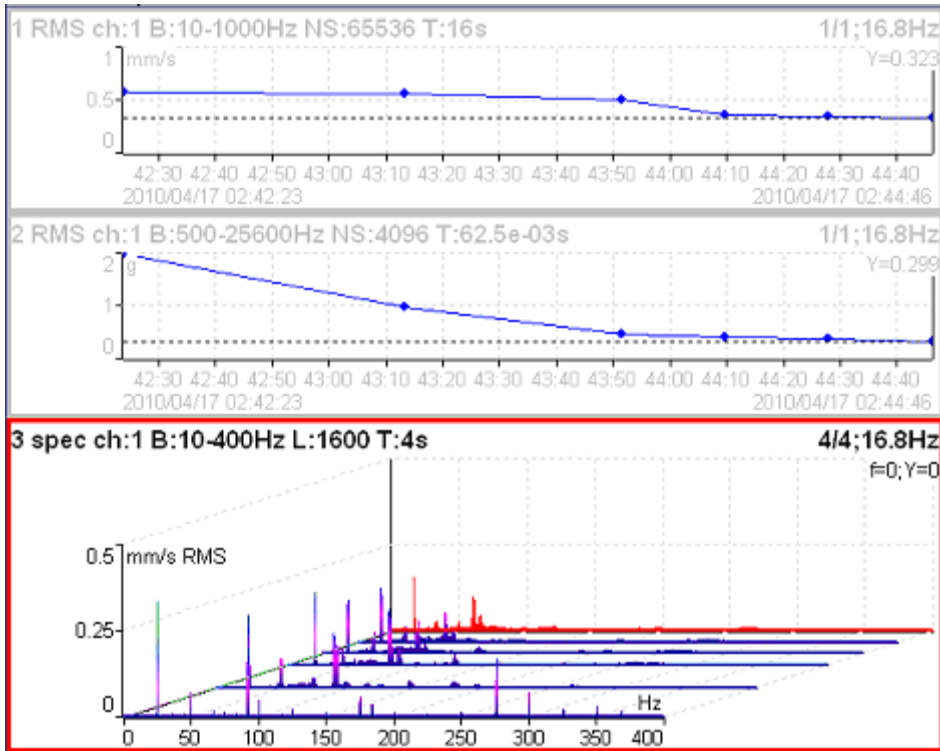 1 RMS ch:1 B:10-1000Hz NS:65536 T:16s 1/1;16.8Hz
1 mm/s Y=0.323
0.5
0
42:30 42:40 42:50 43:00 43:10 43:20 43:30 43:40 43:50 44:00 44:10 44:20 44:30 44:40
2010/04/17 02:42:23 2010/04/17 02:44:46
2 RMS ch:1 B:500-25600Hz NS:4096 T:62.5e-03s 1/1;16.8Hz
2 g Y=0.299
1
0
42:30 42:40 42:50 43:00 43:10 43:20 43:30 43:40 43:50 44:00 44:10 44:20 44:30 44:40
2010/04/17 02:42:23 2010/04/17 02:44:46
3 spec ch:1 B:10-400Hz L:1600 T:4s 4/4;16.8Hz
f=0;Y=0
0.5 mm/s RMS
0.25
0 Hz
0 50 100 150 200 250 300 350 400